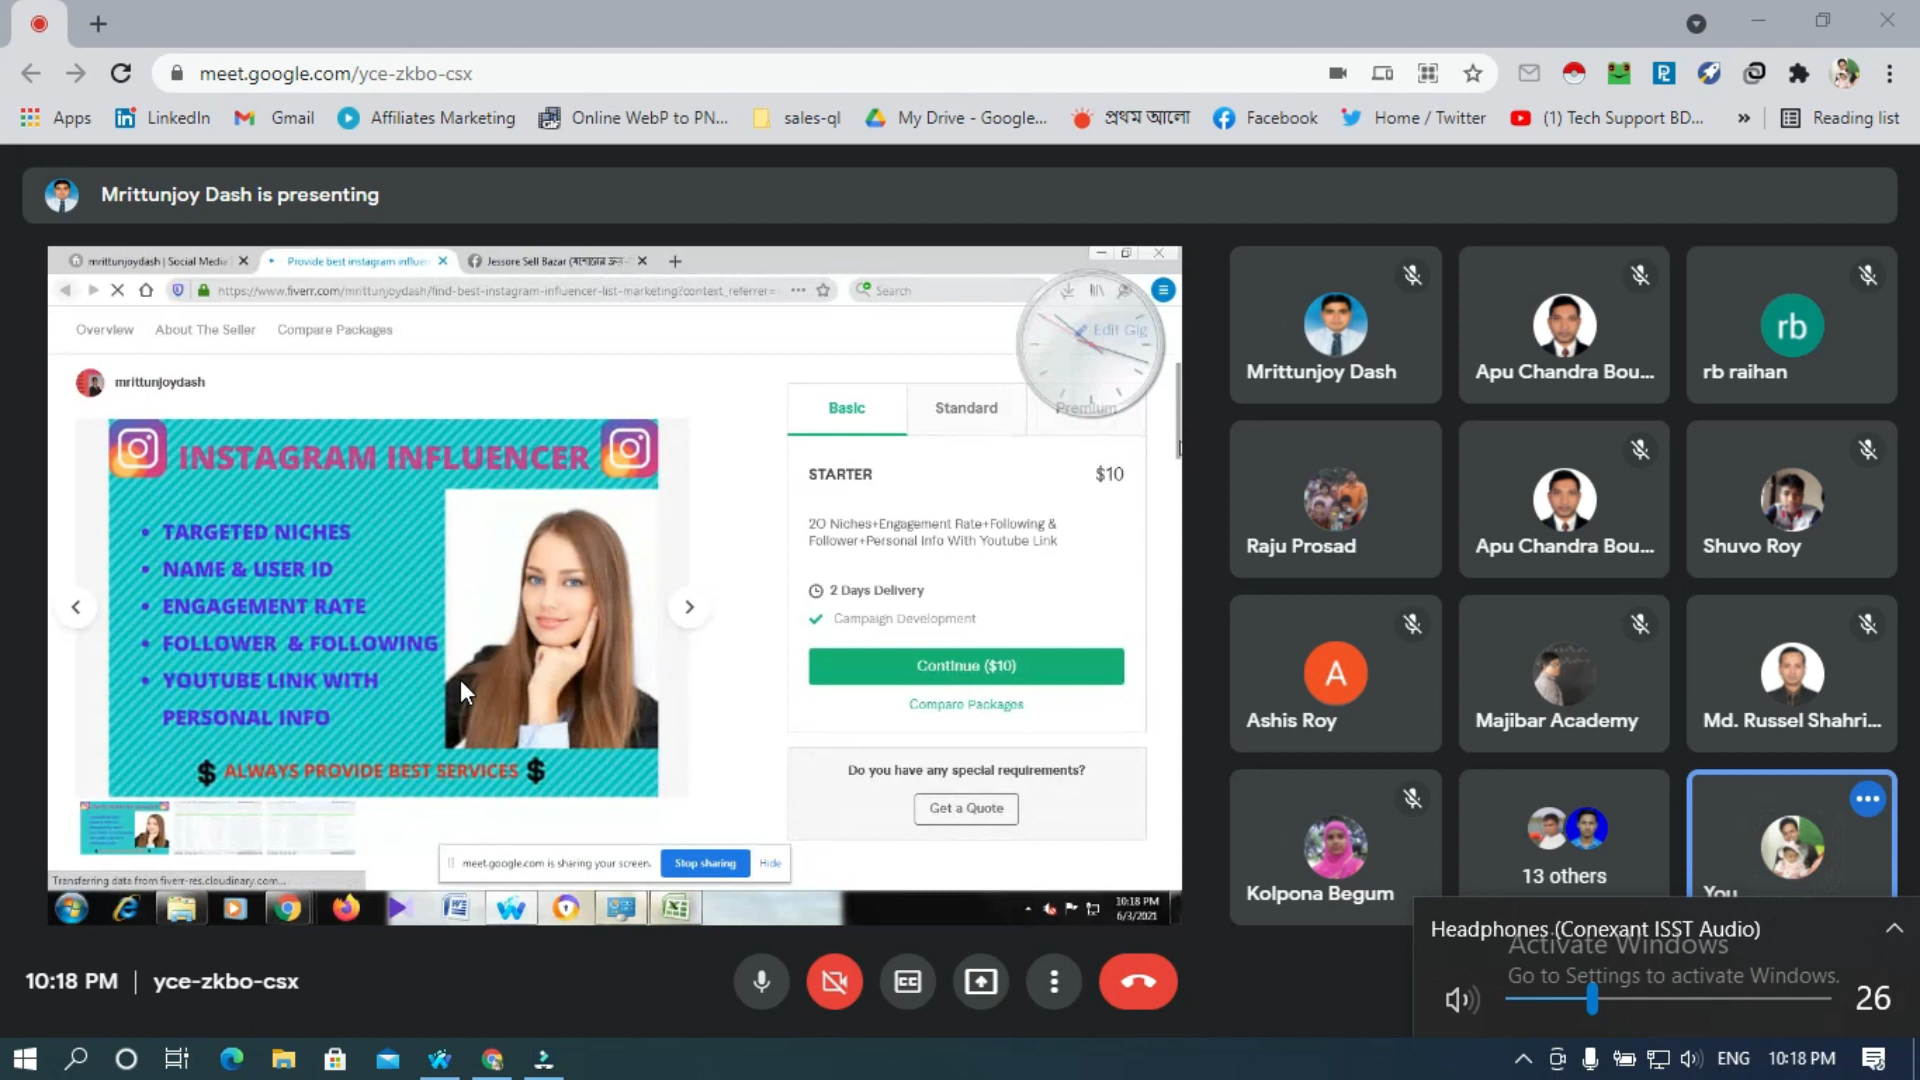 meet.google.com/yce-zkbo-csx
Apps
LinkedIn
Gmail
Affiliates Marketing
Online WebP to PN...
sales-ql
My Drive - Google...
প্রথম আলো
Facebook
Home / Twitter
(1) Tech Support BD...
»
Reading list
Mrittunjoy Dash is presenting
mrittunjoydash | Social Media
Provide best instagram influen
Jessore Sell Bazar
https://www.fiverr.com/mrittunjoydash/find-best-instagram-influencer-list-marketing?context_referrer=
Search
Overview
About The Seller
Compare Packages
Edit Gig
mrittunjoydash
INSTAGRAM INFLUENCER
• TARGETED NICHES
• NAME & USER ID
• ENGAGEMENT RATE
• FOLLOWER & FOLLOWING
• YOUTUBE LINK WITH
PERSONAL INFO
$ ALWAYS PROVIDE BEST SERVICES $
Basic
Standard
Premium
STARTER
$10
20 Niches+Engagement Rate+Following &
Follower+Personal Info With Youtube Link
2 Days Delivery
Campaign Development
Continue ($10)
Compare Packages
Do you have any special requirements?
Get a Quote
meet.google.com is sharing your screen.
Stop sharing
Hide
Transferring data from fiverr-res.cloudinary.com...
10:18 PM
6/3/2021
Mrittunjoy Dash
Apu Chandra Bou...
rb
rb raihan
Raju Prosad
Apu Chandra Bou...
Shuvo Roy
A
Ashis Roy
Majibar Academy
Md. Russel Shahri...
Kolpona Begum
13 others
You
Headphones (Conexant ISST Audio)
Activate Windows
Go to Settings to activate Windows.
26
10:18 PM | yce-zkbo-csx
CC
ENG
10:18 PM